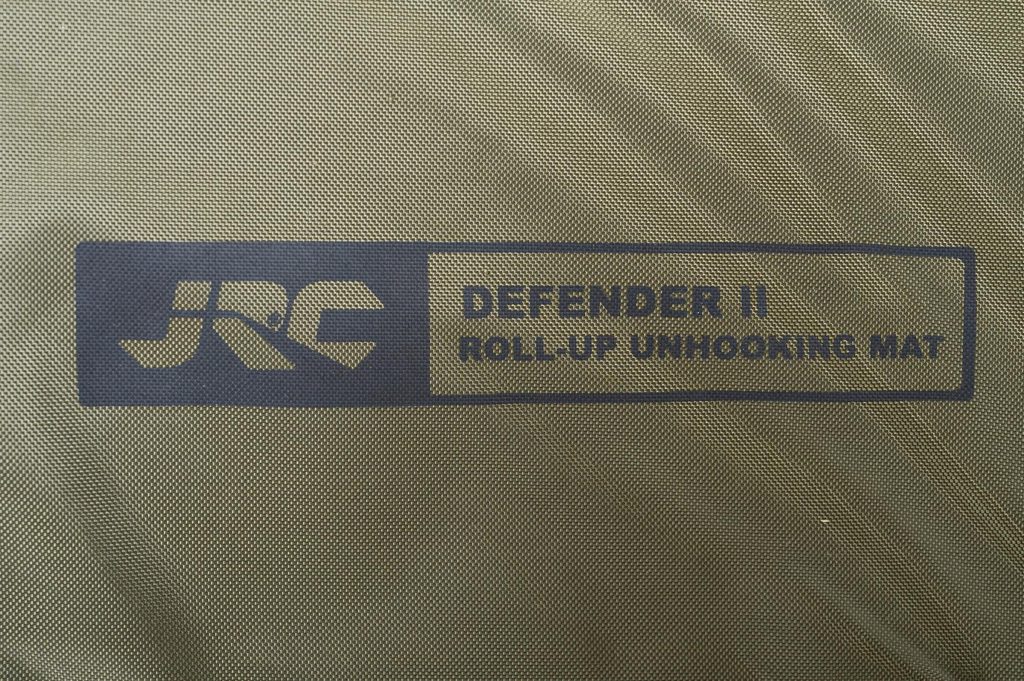 JRC
DEFENDER II
ROLL-UP UNHOOKING MAT